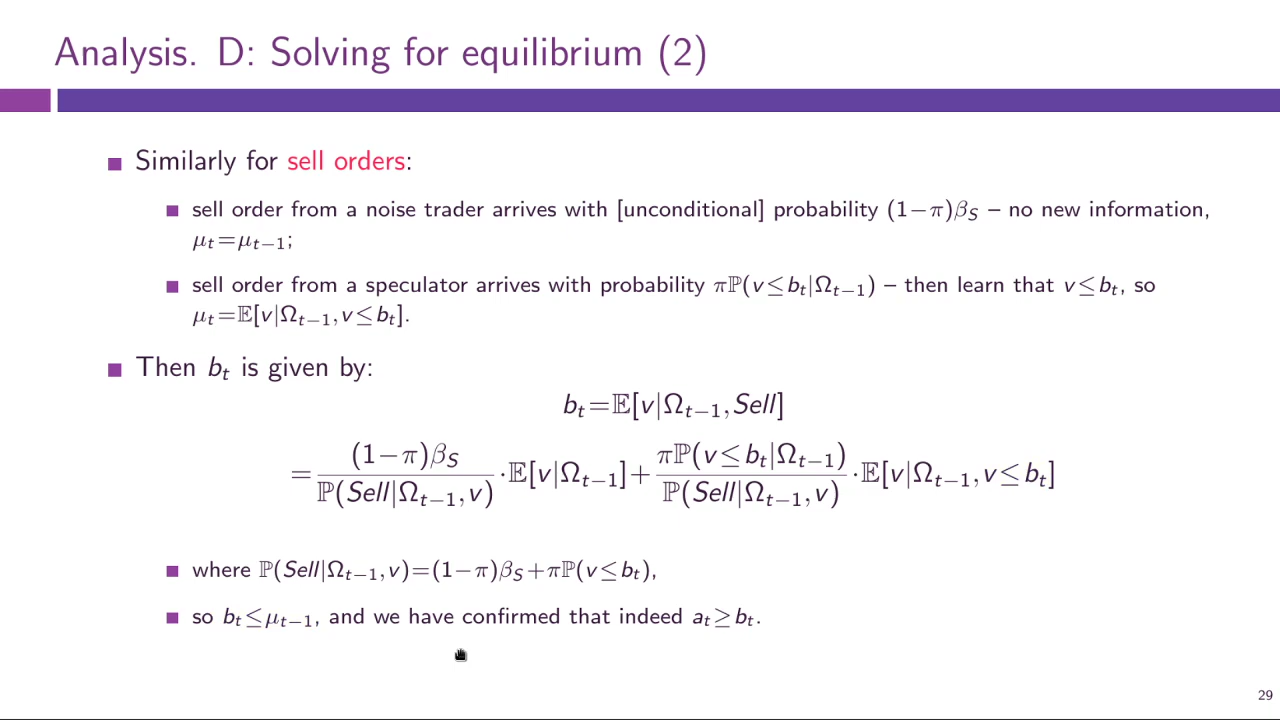 Analysis. D: Solving for equilibrium (2)
Similarly for sell orders:
sell order from a noise trader arrives with [unconditional] probability (1−π)β_S – no new information,
μ_t=μ_{t−1};
sell order from a speculator arrives with probability πℙ(v≤b_t|Ω_{t−1}) – then learn that v≤b_t, so
μ_t=𝔼[v|Ω_{t−1},v≤b_t].
Then b_t is given by:
b_t=𝔼[v|Ω_{t−1},Sell]
= (1−π)β_S / ℙ(Sell|Ω_{t−1},v) ·𝔼[v|Ω_{t−1}]+ πℙ(v≤b_t|Ω_{t−1}) / ℙ(Sell|Ω_{t−1},v) ·𝔼[v|Ω_{t−1},v≤b_t]
where ℙ(Sell|Ω_{t−1},v)=(1−π)β_S+πℙ(v≤b_t),
so b_t≤μ_{t−1}, and we have confirmed that indeed a_t≥b_t.
29